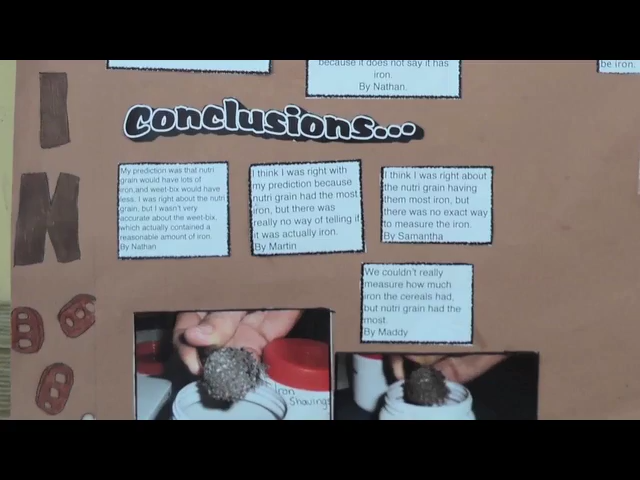 because it does not say it has
iron.
By Nathan.
be iron.
Conclusions...
My prediction was that nutri
grain would have lots of
iron,and weet-bix would have
less. I was right about the nutri
grain, but I wasn't very
accurate about the weet-bix,
which actually contained a
reasonable amount of iron.
By Nathan
I think I was right with
my prediction because
nutri grain had the most
iron, but there was
really no way of telling if
it was actually iron.
By Martin
I think I was right about
the nutri grain having
them most iron, but
there was no exact way
to measure the iron.
By Samantha
We couldn't really
measure how much
iron the cereals had,
but nutri grain had the
most.
By Maddy
I
N
Iron
Shavings